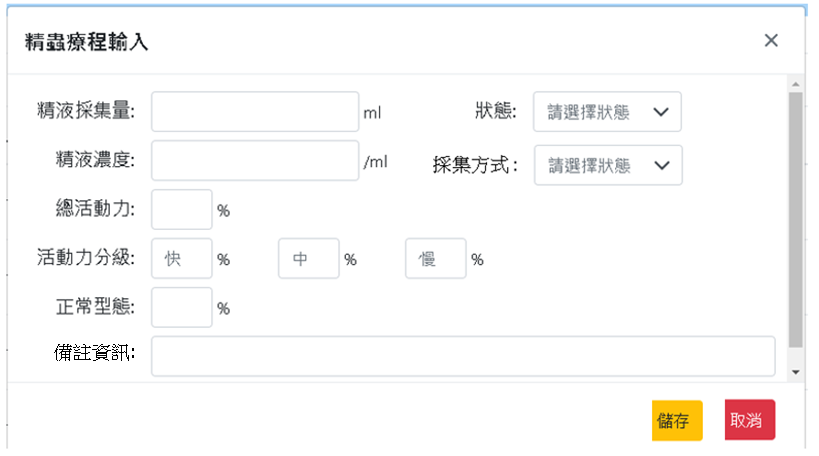 精蟲療程輸入 ×
精液採集量: ml 狀態: 請選擇狀態
精液濃度: /ml 採集方式: 請選擇狀態
總活動力: %
活動力分級: 快 % 中 % 慢 %
正常型態: %
備註資訊:
儲存 取消